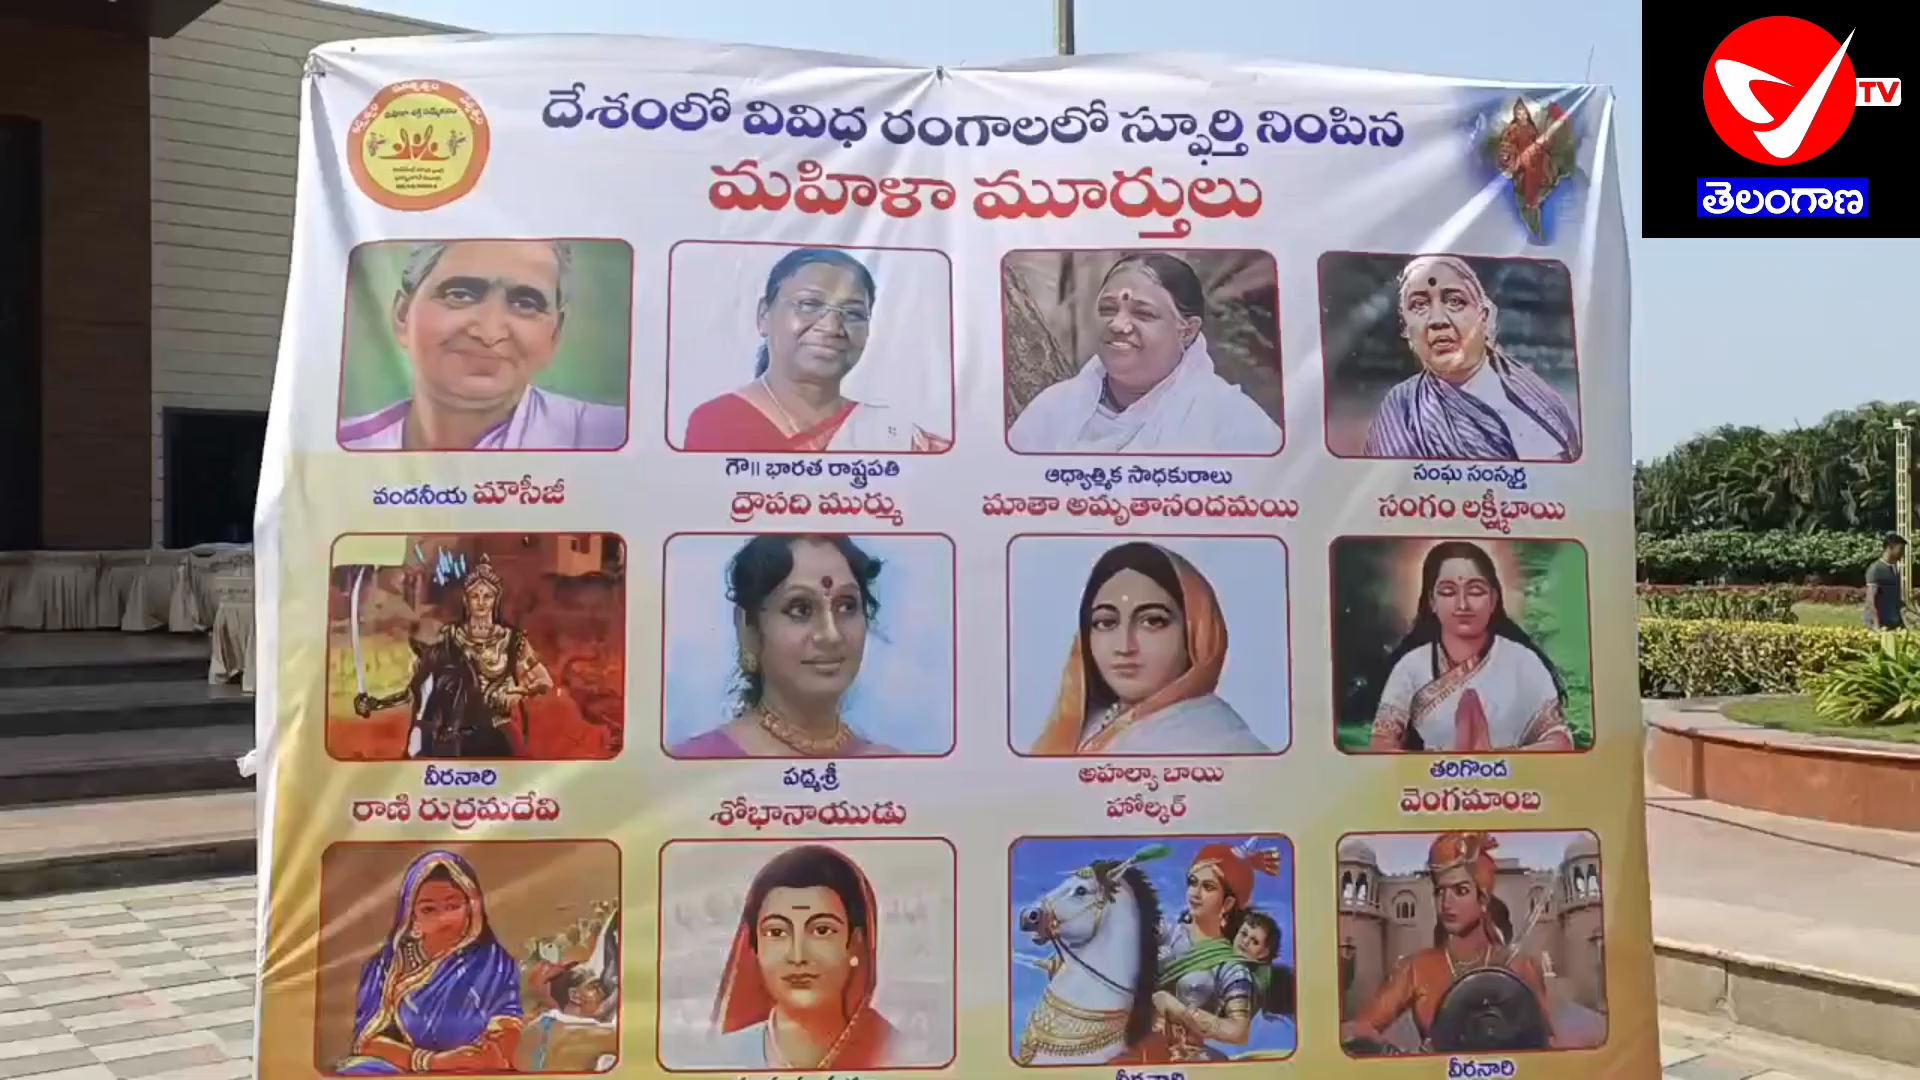 దేశంలో వివిధ రంగాలలో స్ఫూర్తి నింపిన
మహిళా మూర్తులు
TV
తెలంగాణ
వందనీయ మౌసీజీ
గౌ॥ భారత రాష్ట్రపతి
ద్రౌపది ముర్ము
ఆధ్యాత్మిక సాధకురాలు
మాతా అమృతానందమయి
సంఘ సంస్కర్త
సంగం లక్ష్మీబాయి
వీరనారి
రాణి రుద్రమదేవి
పద్మశ్రీ
శోభానాయుడు
అహల్యా బాయి
హోల్కర్
తరిగొండ
వెంగమాంబ
వీరనారి
వీరనారి